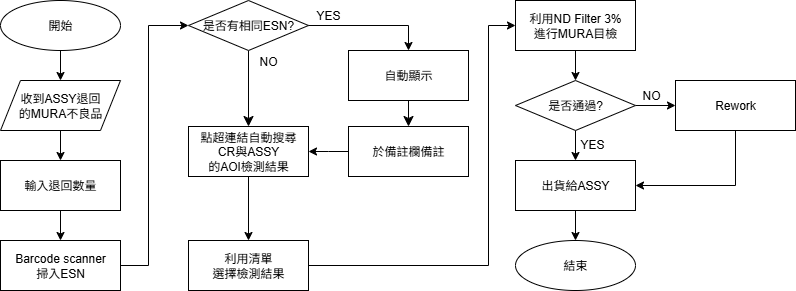 開始
收到ASSY退回
的MURA不良品
輸入退回數量
Barcode scanner
掃入ESN
是否有相同ESN?
YES
NO
自動顯示
於備註欄備註
點超連結自動搜尋
CR與ASSY
的AOI檢測結果
利用清單
選擇檢測結果
利用ND Filter 3%
進行MURA目檢
是否通過?
NO
Rework
YES
出貨給ASSY
結束